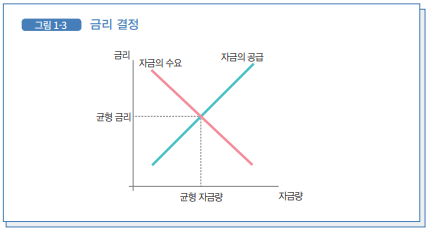 그림 1-3 금리 결정
금리
자금의 수요
자금의 공급
균형 금리
균형 자금량
자금량